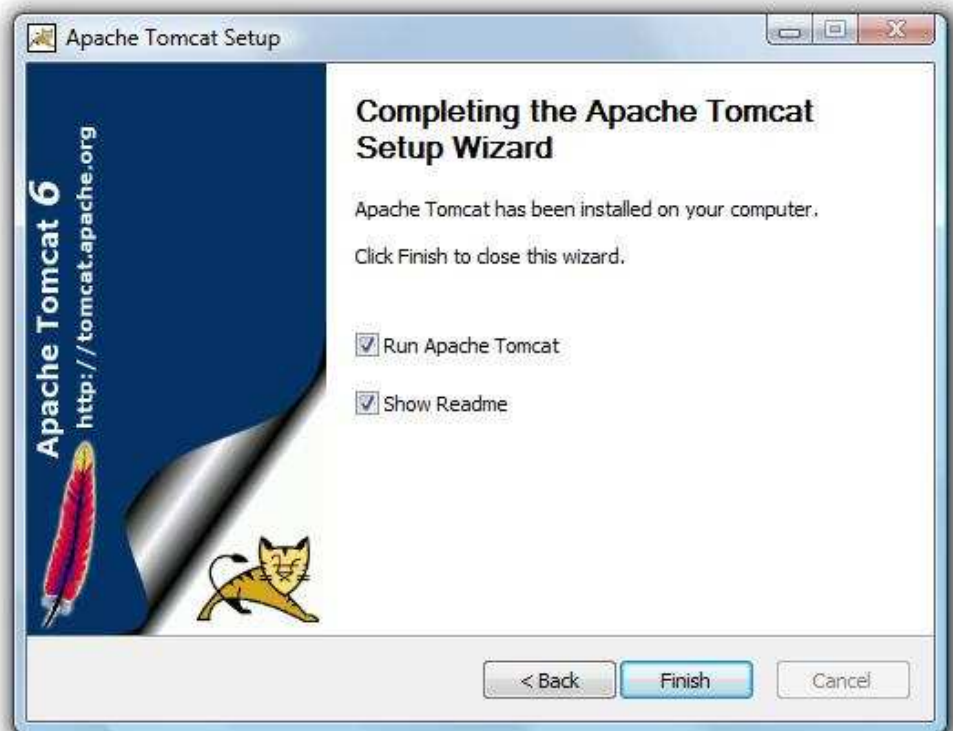 Apache Tomcat Setup
Apache Tomcat 6
http://tomcat.apache.org
Completing the Apache Tomcat
Setup Wizard
Apache Tomcat has been installed on your computer.
Click Finish to close this wizard.
Run Apache Tomcat
Show Readme
< Back
Finish
Cancel